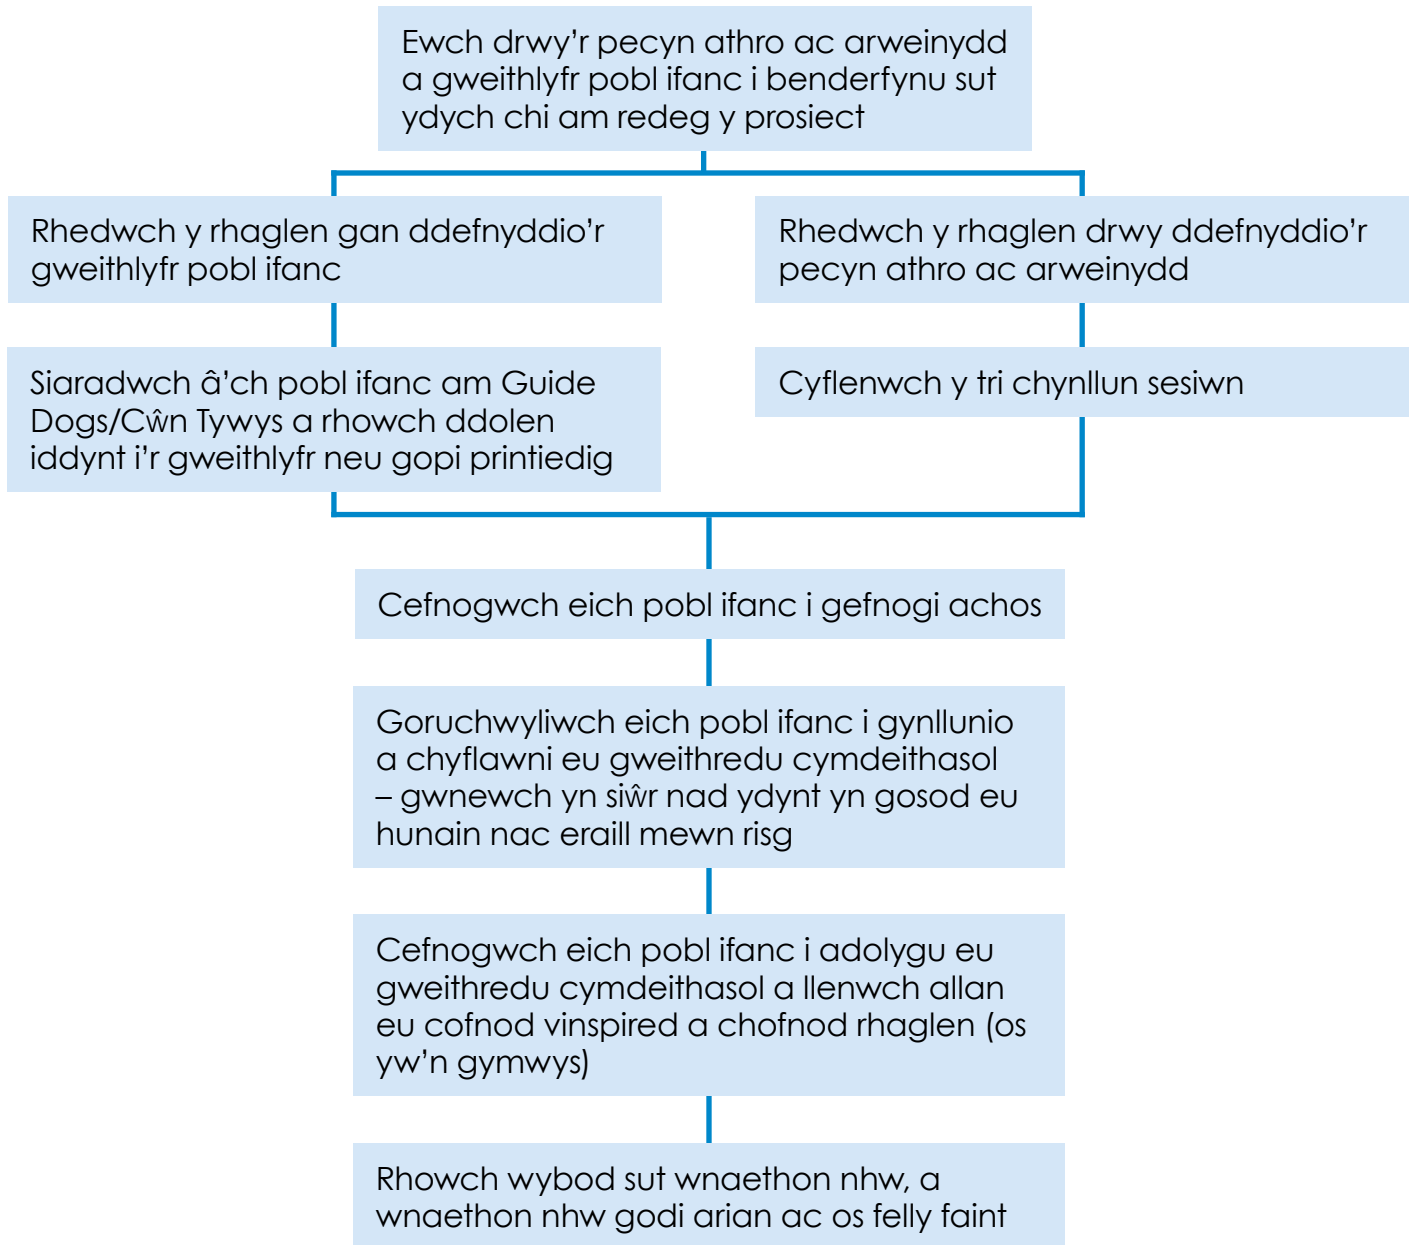 Ewch drwy’r pecyn athro ac arweinydd
a gweithlyfr pobl ifanc i benderfynu sut
ydych chi am redeg y prosiect
Rhedwch y rhaglen gan ddefnyddio’r
gweithlyfr pobl ifanc
Rhedwch y rhaglen drwy ddefnyddio’r
pecyn athro ac arweinydd
Siaradwch â’ch pobl ifanc am Guide
Dogs/Cŵn Tywys a rhowch ddolen
iddynt i’r gweithlyfr neu gopi printiedig
Cyflenwch y tri chynllun sesiwn
Cefnogwch eich pobl ifanc i gefnogi achos
Goruchwyliwch eich pobl ifanc i gynllunio
a chyflawni eu gweithredu cymdeithasol
– gwnewch yn siŵr nad ydynt yn gosod eu
hunain nac eraill mewn risg
Cefnogwch eich pobl ifanc i adolygu eu
gweithredu cymdeithasol a llenwch allan
eu cofnod vinspired a chofnod rhaglen (os
yw’n gymwys)
Rhowch wybod sut wnaethon nhw, a
wnaethon nhw godi arian ac os felly faint